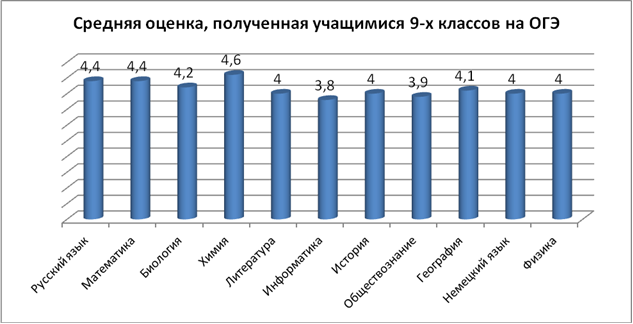 Средняя оценка, полученная учащимися 9-х классов на ОГЭ
4,4
4,4
4,2
4,6
4
3,8
4
3,9
4,1
4
4
Русский язык
Математика
Биология
Химия
Литература
Информатика
История
Обществознание
География
Немецкий язык
Физика